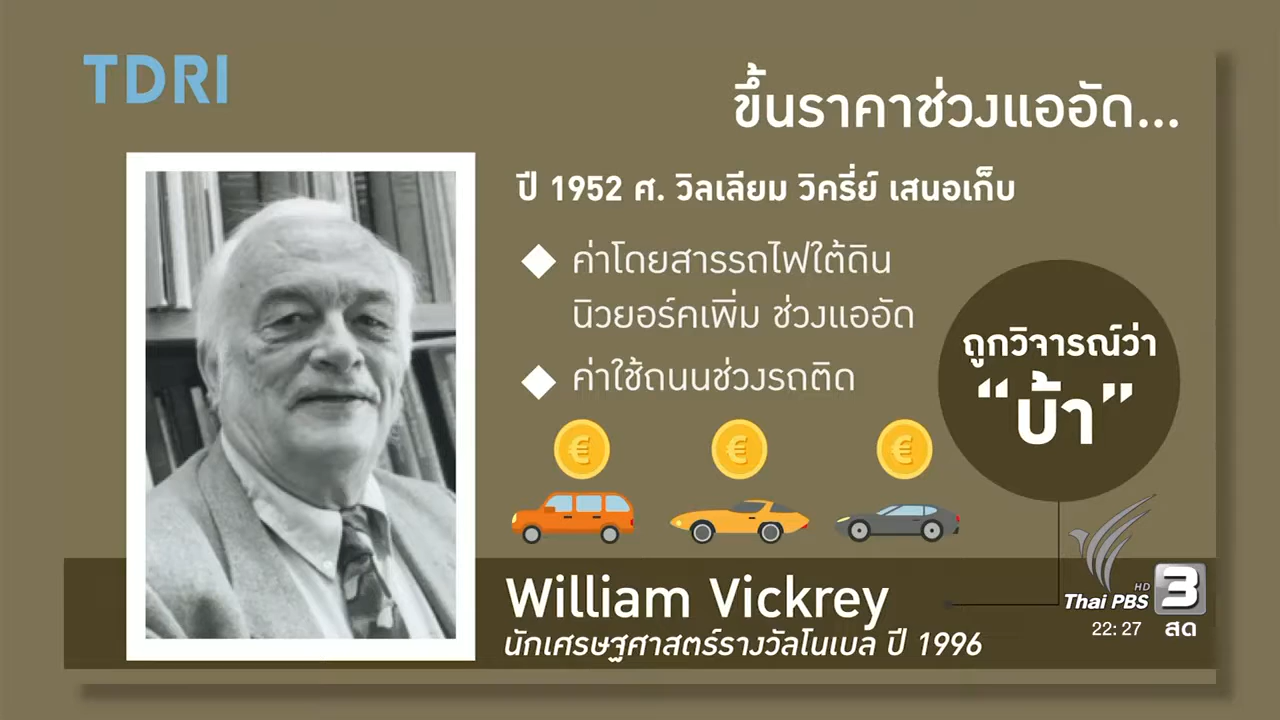 TDRI
ขึ้นราคาช่วงแออัด...
ปี 1952 ศ. วิลเลียม วิครี่ย์ เสนอเก็บ
ค่าโดยสารรถไฟใต้ดิน
นิวยอร์คเพิ่ม ช่วงแออัด
ค่าใช้ถนนช่วงรถติด
ถูกวิจารณ์ว่า
“บ้า”
€ € €
William Vickrey
นักเศรษฐศาสตร์รางวัลโนเบล ปี 1996
HD
Thai PBS 3
22:27 สด